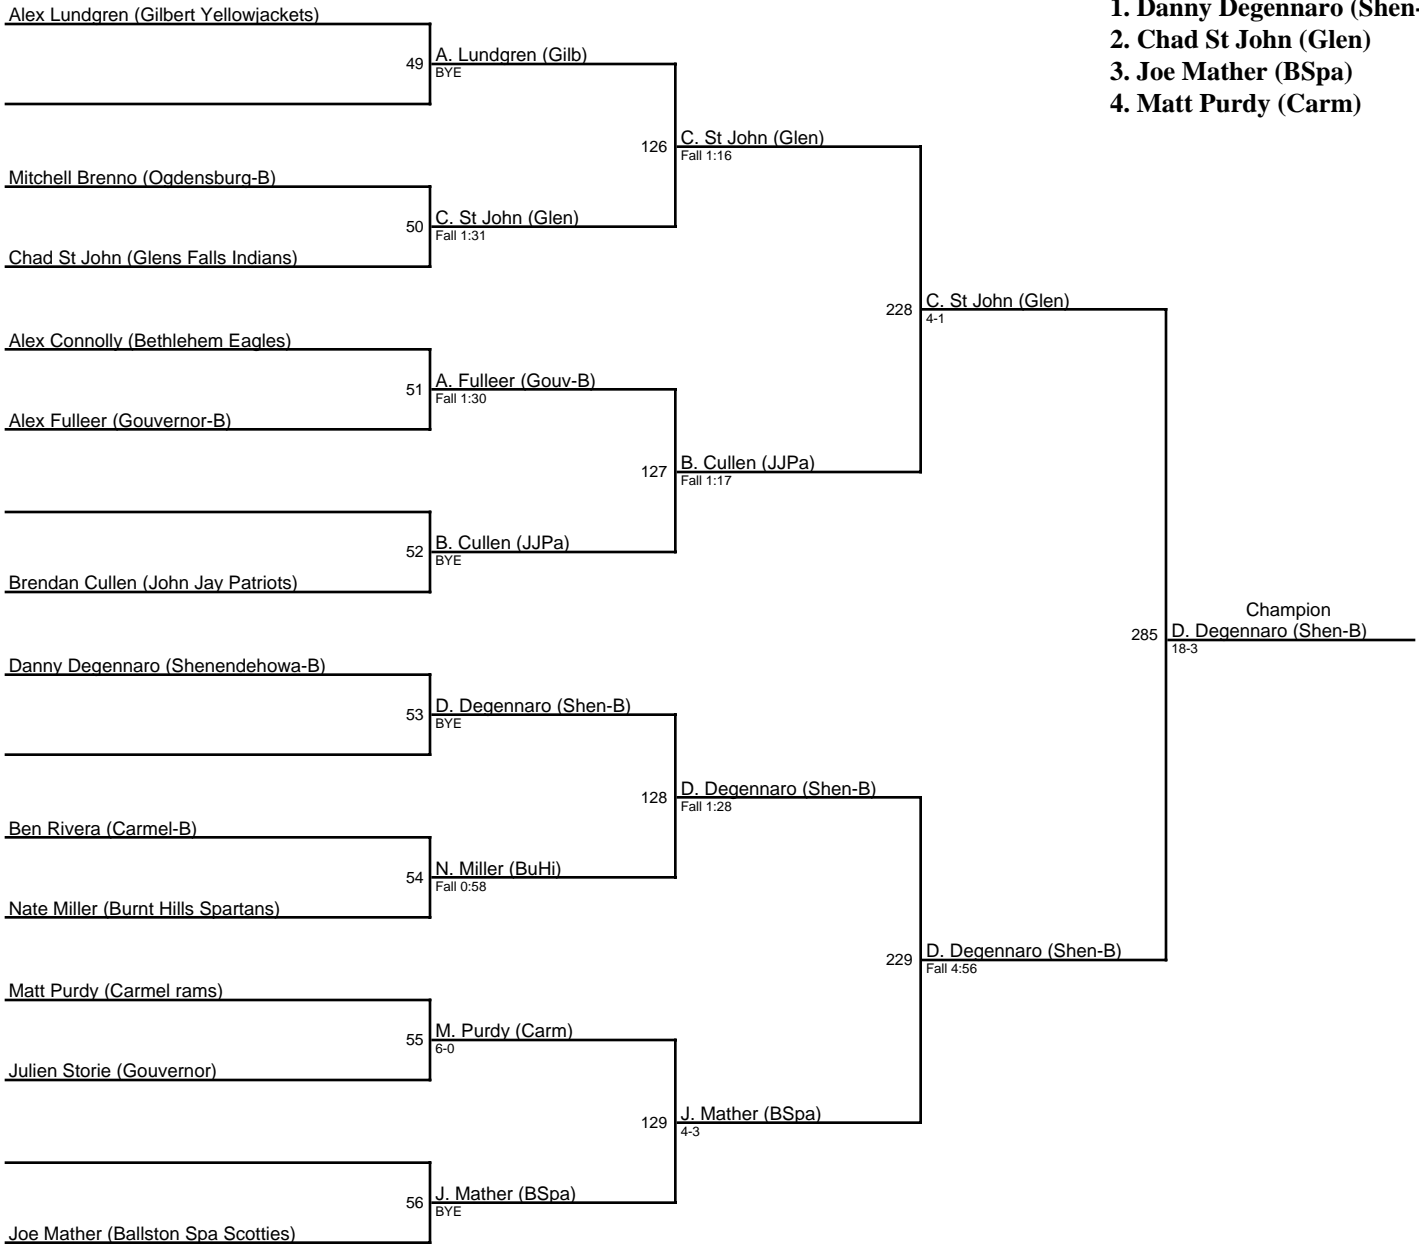 Alex Lundgren (Gilbert Yellowjackets)
49
A. Lundgren (Gilb)
BYE
126
C. St John (Glen)
Fall 1:16
Mitchell Brenno (Ogdensburg-B)
50
C. St John (Glen)
Fall 1:31
Chad St John (Glens Falls Indians)
228
C. St John (Glen)
4-1
Alex Connolly (Bethlehem Eagles)
51
A. Fulleer (Gouv-B)
Fall 1:30
Alex Fulleer (Gouvernor-B)
127
B. Cullen (JJPa)
Fall 1:17
52
B. Cullen (JJPa)
BYE
Brendan Cullen (John Jay Patriots)
Champion
285
D. Degennaro (Shen-B)
18-3
Danny Degennaro (Shenendehowa-B)
53
D. Degennaro (Shen-B)
BYE
128
D. Degennaro (Shen-B)
Fall 1:28
Ben Rivera (Carmel-B)
54
N. Miller (BuHi)
Fall 0:58
Nate Miller (Burnt Hills Spartans)
229
D. Degennaro (Shen-B)
Fall 4:56
Matt Purdy (Carmel rams)
55
M. Purdy (Carm)
6-0
Julien Storie (Gouvernor)
129
J. Mather (BSpa)
4-3
56
J. Mather (BSpa)
BYE
Joe Mather (Ballston Spa Scotties)
1. Danny Degennaro (Shen-
2. Chad St John (Glen)
3. Joe Mather (BSpa)
4. Matt Purdy (Carm)